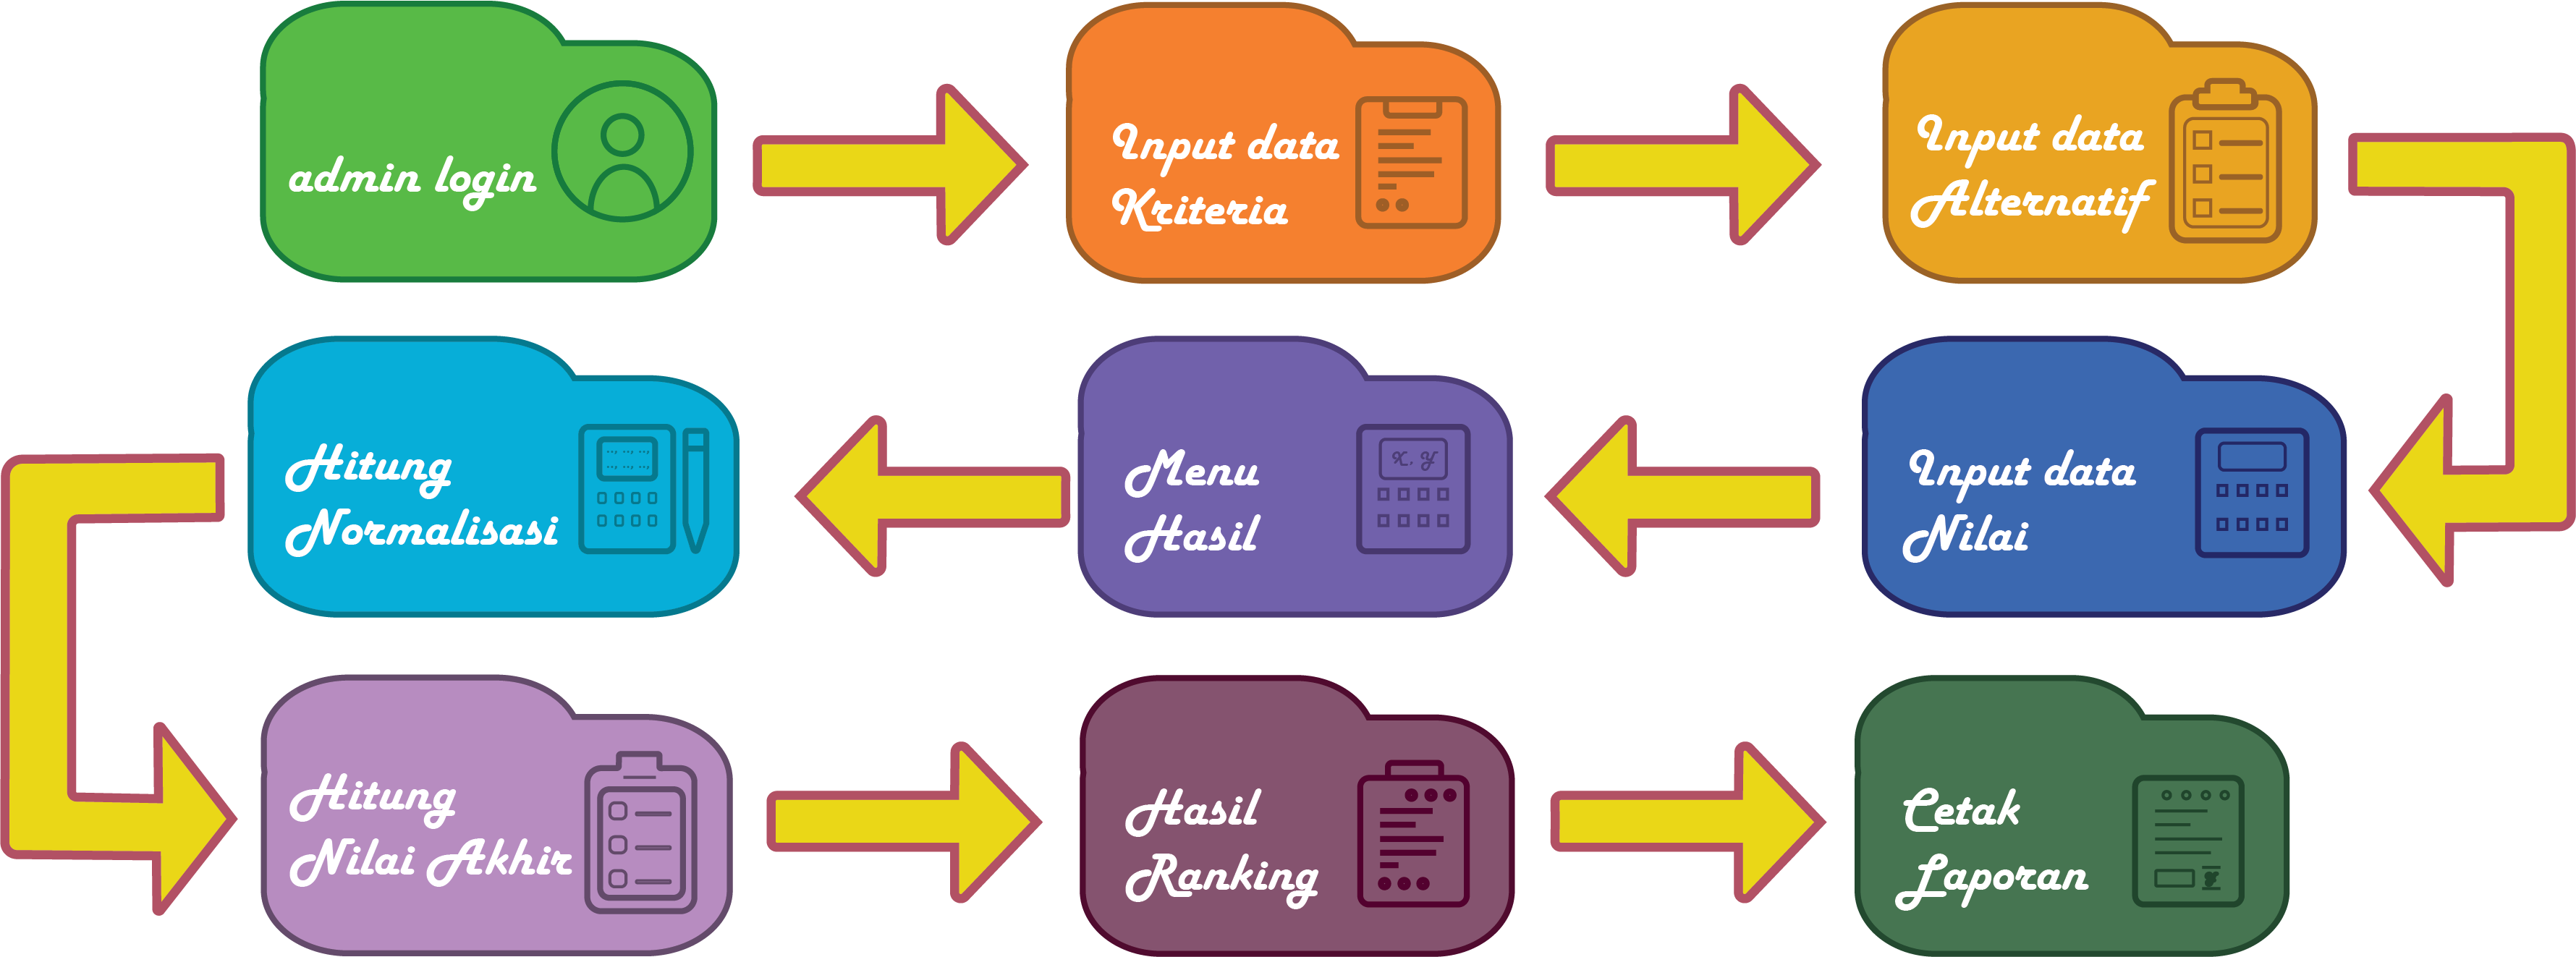 admin login
Input data
Kriteria
Input data
Alternatif
Input data
Nilai
Menu
Hasil
X, Y
Hitung
Normalisasi
Hitung
Nilai Akhir
Hasil
Ranking
Cetak
Laporan